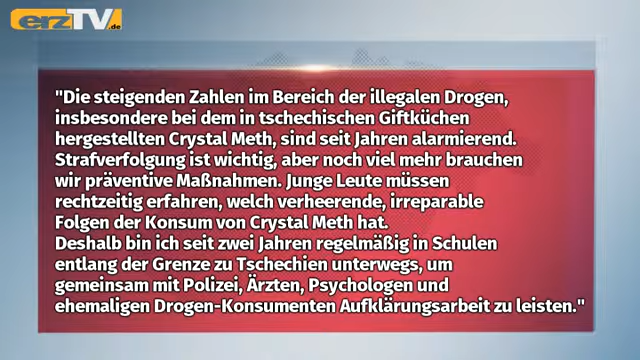 erzTV.de
"Die steigenden Zahlen im Bereich der illegalen Drogen,
insbesondere bei dem in tschechischen Giftküchen
hergestellten Crystal Meth, sind seit Jahren alarmierend.
Strafverfolgung ist wichtig, aber noch viel mehr brauchen
wir präventive Maßnahmen. Junge Leute müssen
rechtzeitig erfahren, welch verheerende, irreparable
Folgen der Konsum von Crystal Meth hat.
Deshalb bin ich seit zwei Jahren regelmäßig in Schulen
entlang der Grenze zu Tschechien unterwegs, um
gemeinsam mit Polizei, Ärzten, Psychologen und
ehemaligen Drogen-Konsumenten Aufklärungsarbeit zu leisten."